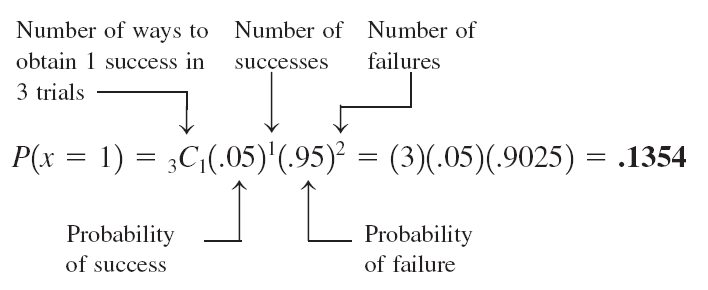 Number of ways to obtain 1 success in 3 trials
Number of successes
Number of failures
P(x = 1) = ₃C₁(.05)¹(.95)² = (3)(.05)(.9025) = .1354
Probability of success
Probability of failure